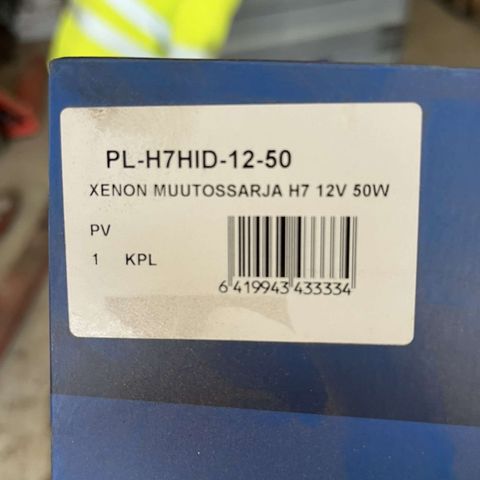 PL-H7HID-12-50
XENON MUUTOSSARJA H7 12V 50W
PV
1 KPL
6 419943 433334